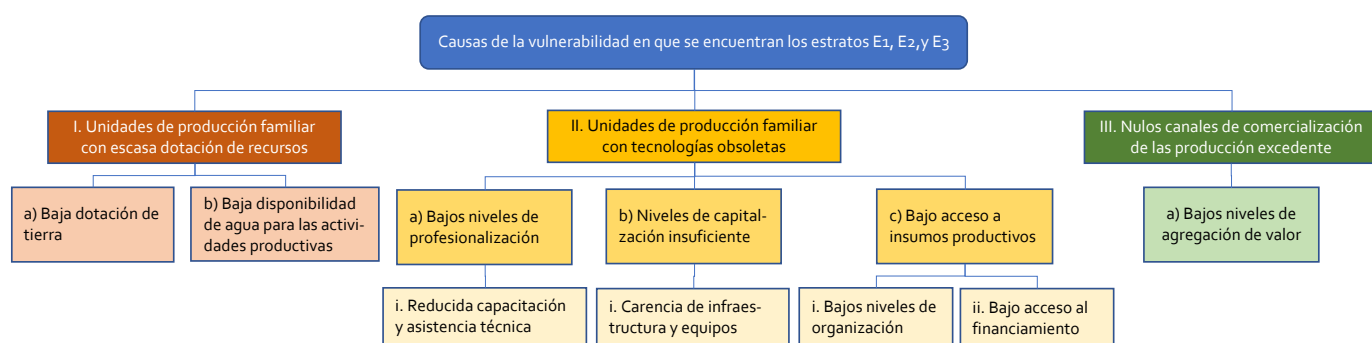 Causas de la vulnerabilidad en que se encuentran los estratos E1, E2,y E3
I. Unidades de producción familiar
con escasa dotación de recursos
II. Unidades de producción familiar
con tecnologías obsoletas
III. Nulos canales de comercialización
de las producción excedente
a) Baja dotación de
tierra
b) Baja disponibilidad
de agua para las activi-
dades productivas
a) Bajos niveles de
profesionalización
b) Niveles de capital-
zación insuficiente
c) Bajo acceso a
insumos productivos
a) Bajos niveles de
agregación de valor
i. Reducida capacitación
y asistencia técnica
i. Carencia de infraes-
structura y equipos
i. Bajos niveles de
organización
ii. Bajo acceso al
financiamiento